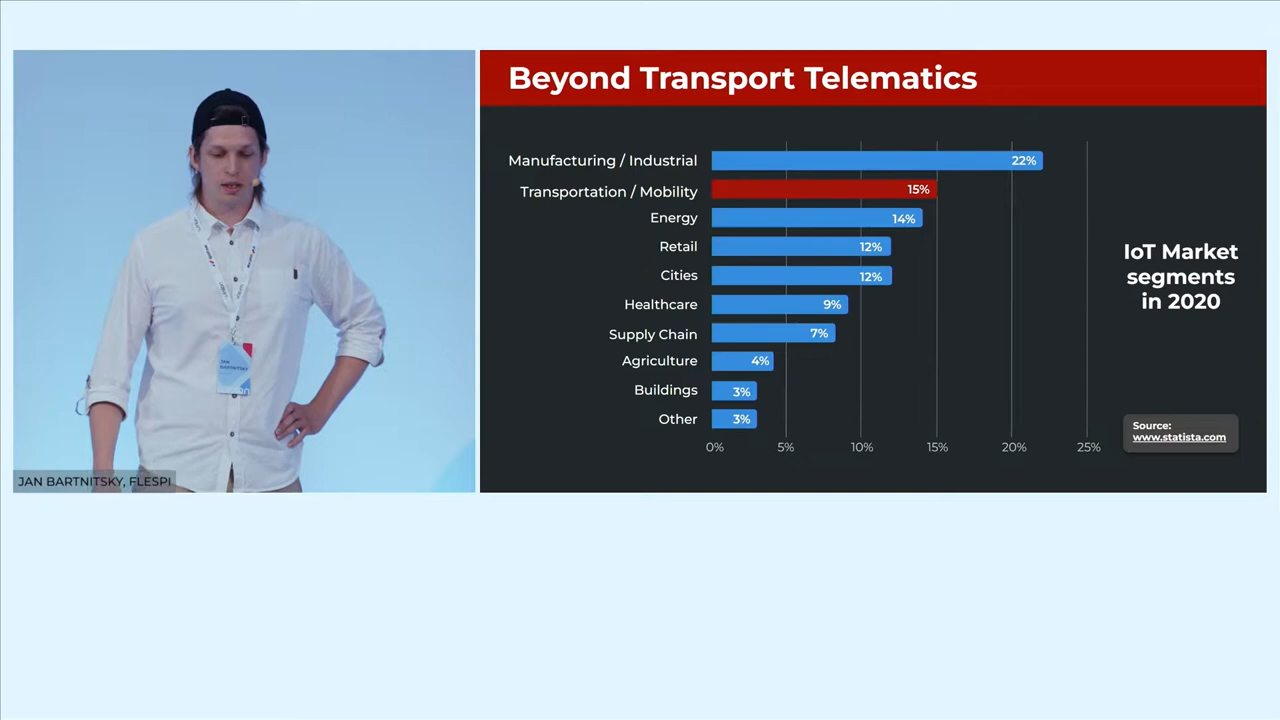 Beyond Transport Telematics
Manufacturing / Industrial
22%
Transportation / Mobility
15%
Energy
14%
Retail
12%
Cities
12%
Healthcare
9%
Supply Chain
7%
Agriculture
4%
Buildings
3%
Other
3%
0%
5%
10%
15%
20%
25%
IoT Market
segments
in 2020
Source:
www.statista.com
JAN
BARTNITSKY
JAN BARTNITSKY, FLESPI